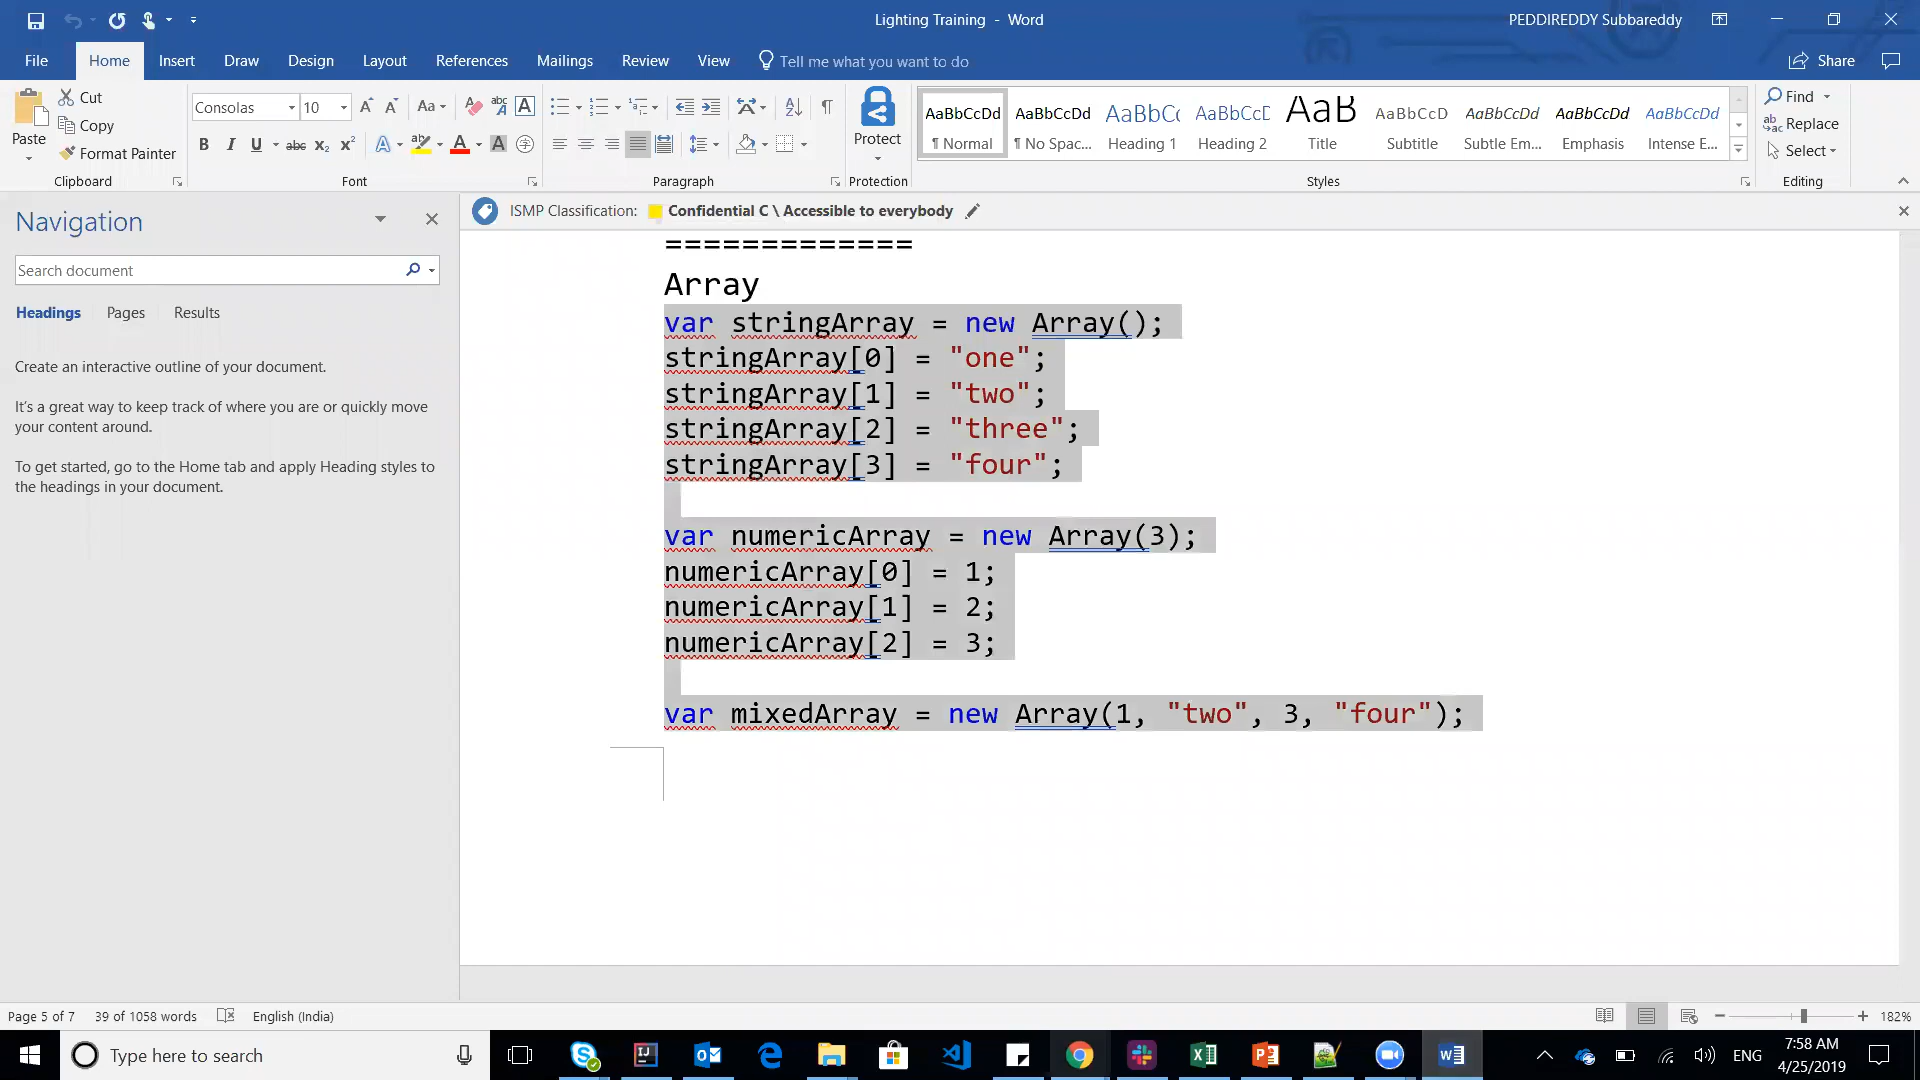 Lighting Training - Word
PEDDIREDDY Subbareddy
File Home Insert Draw Design Layout References Mailings Review View Tell me what you want to do
Share
Paste
Cut
Copy
Format Painter
Clipboard
Consolas 10
Font
Paragraph
Protect
Protection
AaBbCcDd AaBbCcDd AaBbCc AaBbCcD AaB AaBbCcD AaBbCcDd AaBbCcDd AaBbCcDd
¶ Normal ¶ No Spac... Heading 1 Heading 2 Title Subtitle Subtle Em... Emphasis Intense E...
Styles
Find
Replace
Select
Editing
Navigation
Search document
Headings Pages Results
Create an interactive outline of your document.
It's a great way to keep track of where you are or quickly move
your content around.
To get started, go to the Home tab and apply Heading styles to
the headings in your document.
ISMP Classification: Confidential C \ Accessible to everybody
=============
Array
var stringArray = new Array();
stringArray[0] = "one";
stringArray[1] = "two";
stringArray[2] = "three";
stringArray[3] = "four";
var numericArray = new Array(3);
numericArray[0] = 1;
numericArray[1] = 2;
numericArray[2] = 3;
var mixedArray = new Array(1, "two", 3, "four");
Page 5 of 7 39 of 1058 words English (India)
182%
Type here to search
ENG
7:58 AM
4/25/2019